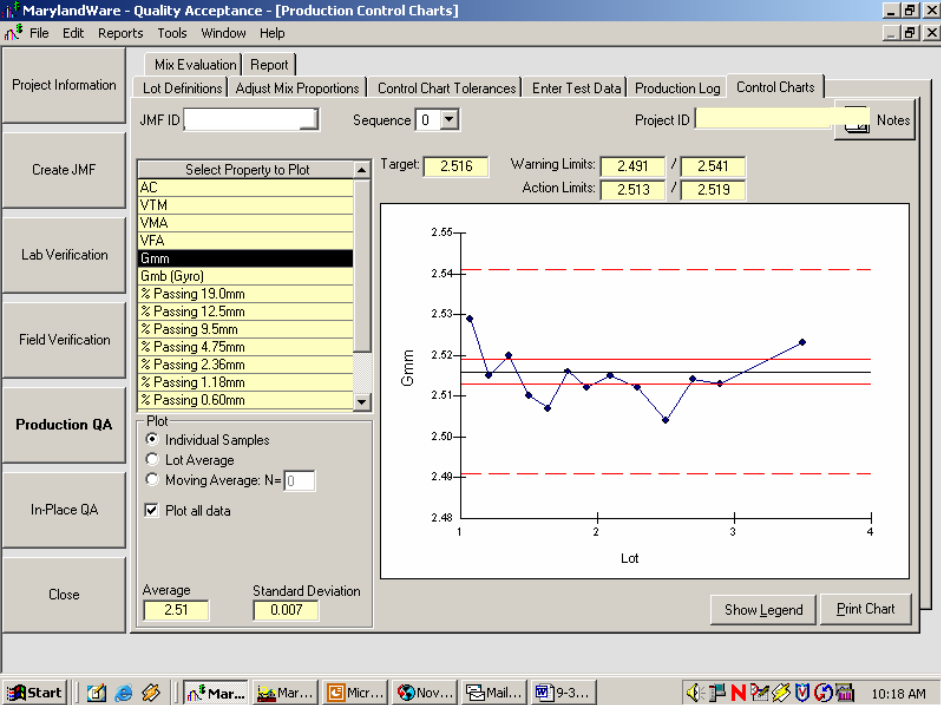 MarylandWare - Quality Acceptance - [Production Control Charts]
File Edit Reports Tools Window Help
Project Information
Create JMF
Lab Verification
Field Verification
Production QA
In-Place QA
Close
Mix Evaluation Report
Lot Definitions Adjust Mix Proportions Control Chart Tolerances Enter Test Data Production Log Control Charts
JMF ID Sequence 0 Project ID Notes
Select Property to Plot
AC
VTM
VMA
VFA
Gmm
Gmb (Gyro)
% Passing 19.0mm
% Passing 12.5mm
% Passing 9.5mm
% Passing 4.75mm
% Passing 2.36mm
% Passing 1.18mm
% Passing 0.60mm
Plot
Individual Samples
Lot Average
Moving Average: N= 0
Plot all data
Average Standard Deviation
2.51 0.007
Target: 2.516 Warning Limits: 2.491 / 2.541
Action Limits: 2.513 / 2.519
2.55
2.54
2.53
2.52
2.51
2.50
2.49
2.48
Gmm
1 2 3 4
Lot
Show Legend Print Chart
Start Mar... Mar... Micr... Nov... Mail... 9-3... 10:18 AM